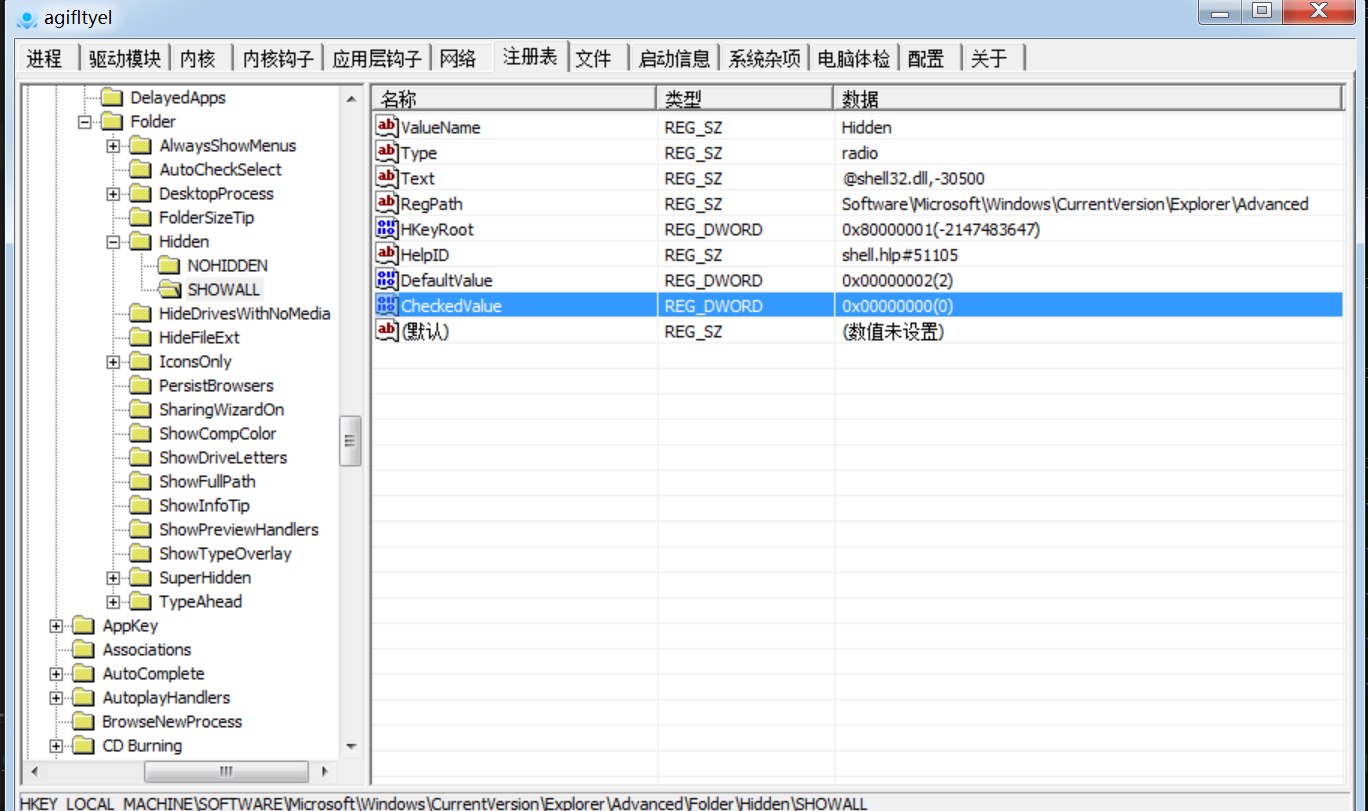 agifltyel
进程 驱动模块 内核 内核钩子 应用层钩子 网络 注册表 文件 启动信息 系统杂项 电脑体检 配置 关于
DelayedApps
Folder
AlwaysShowMenus
AutoCheckSelect
DesktopProcess
FolderSizeTip
Hidden
NOHIDDEN
SHOWALL
HideDrivesWithNoMedia
HideFileExt
IconsOnly
PersistBrowsers
SharingWizardOn
ShowCompColor
ShowDriveLetters
ShowFullPath
ShowInfoTip
ShowPreviewHandlers
ShowTypeOverlay
SuperHidden
TypeAhead
AppKey
Associations
AutoComplete
AutoplayHandlers
BrowseNewProcess
CD Burning
名称 类型 数据
ValueName REG_SZ Hidden
Type REG_SZ radio
Text REG_SZ @shell32.dll,-30500
RegPath REG_SZ Software\Microsoft\Windows\CurrentVersion\Explorer\Advanced
HKeyRoot REG_DWORD 0x80000001(-2147483647)
HelpID REG_SZ shell.hlp#51105
DefaultValue REG_DWORD 0x00000002(2)
CheckedValue REG_DWORD 0x00000000(0)
(默认) REG_SZ (数值未设置)
HKEY_LOCAL_MACHINE\SOFTWARE\Microsoft\Windows\CurrentVersion\Explorer\Advanced\Folder\Hidden\SHOWALL